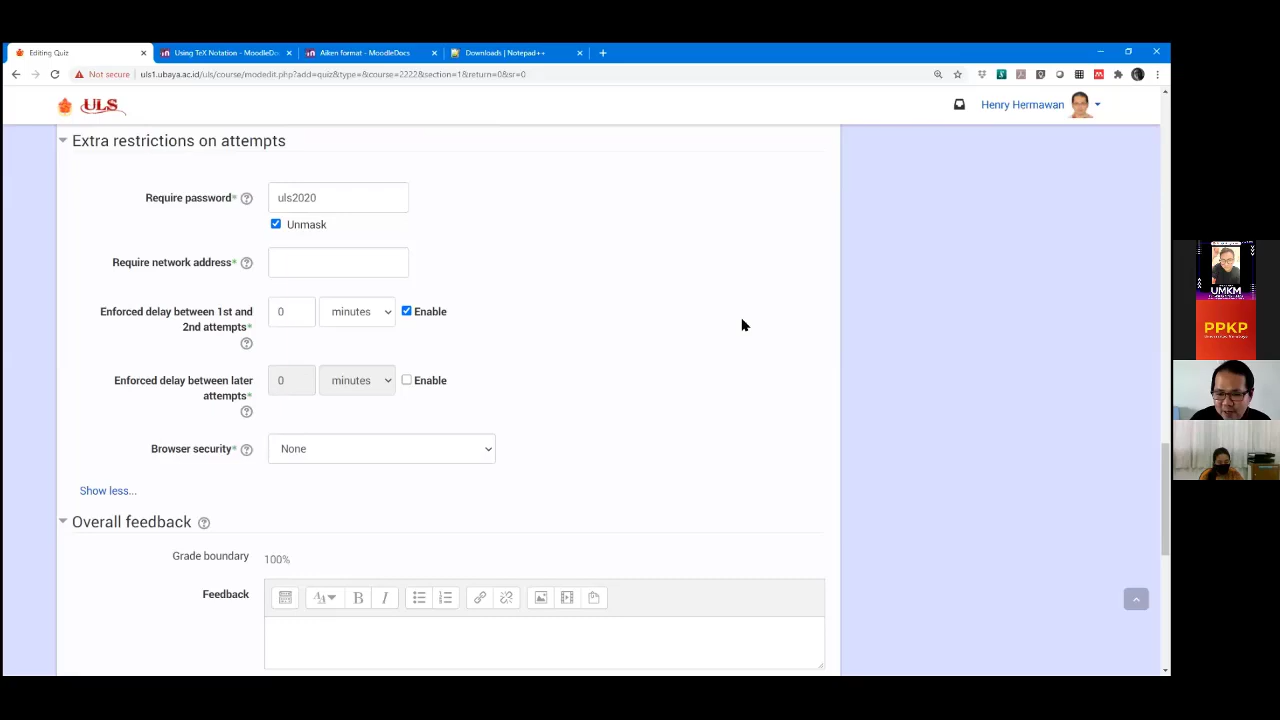 Editing Quiz
Using TeX Notation - MoodleDo
Aiken format - MoodleDocs
Downloads | Notepad++
Not secure
uls1.ubaya.ac.id/uls/course/modedit.php?add=quiz&type=&course=2222&section=1&return=0&sr=0
ULS
Henry Hermawan
Extra restrictions on attempts
Require password
uls2020
Unmask
Require network address
Enforced delay between 1st and
2nd attempts
0
minutes
Enable
Enforced delay between later
attempts
0
minutes
Enable
Browser security
None
Show less...
Overall feedback
Grade boundary
100%
Feedback
B
I
UMKM
PPKP